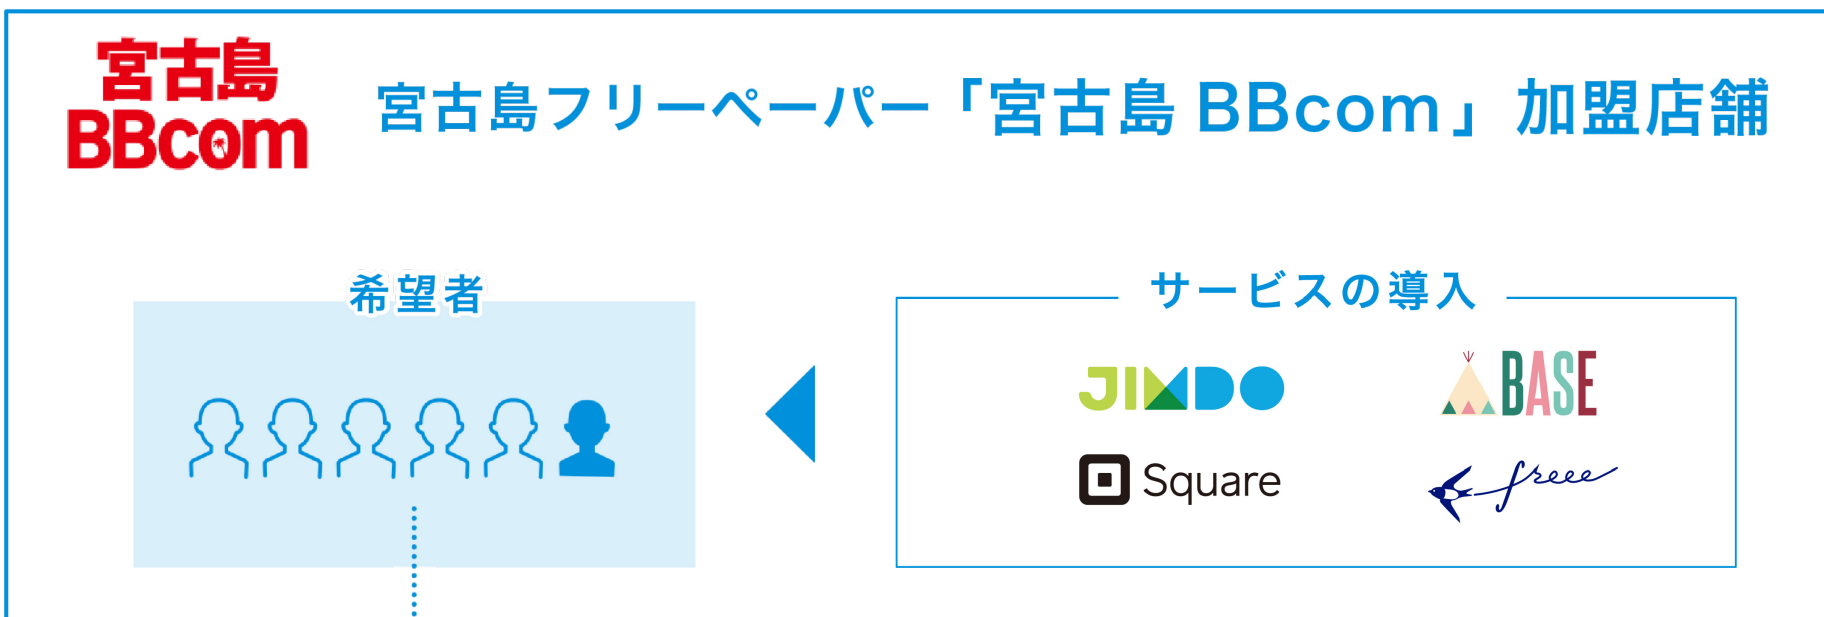 宮古島
BBcom
宮古島フリーペーパー「宮古島 BBcom」加盟店舗
希望者
サービスの導入
JIMDO
BASE
Square
freee